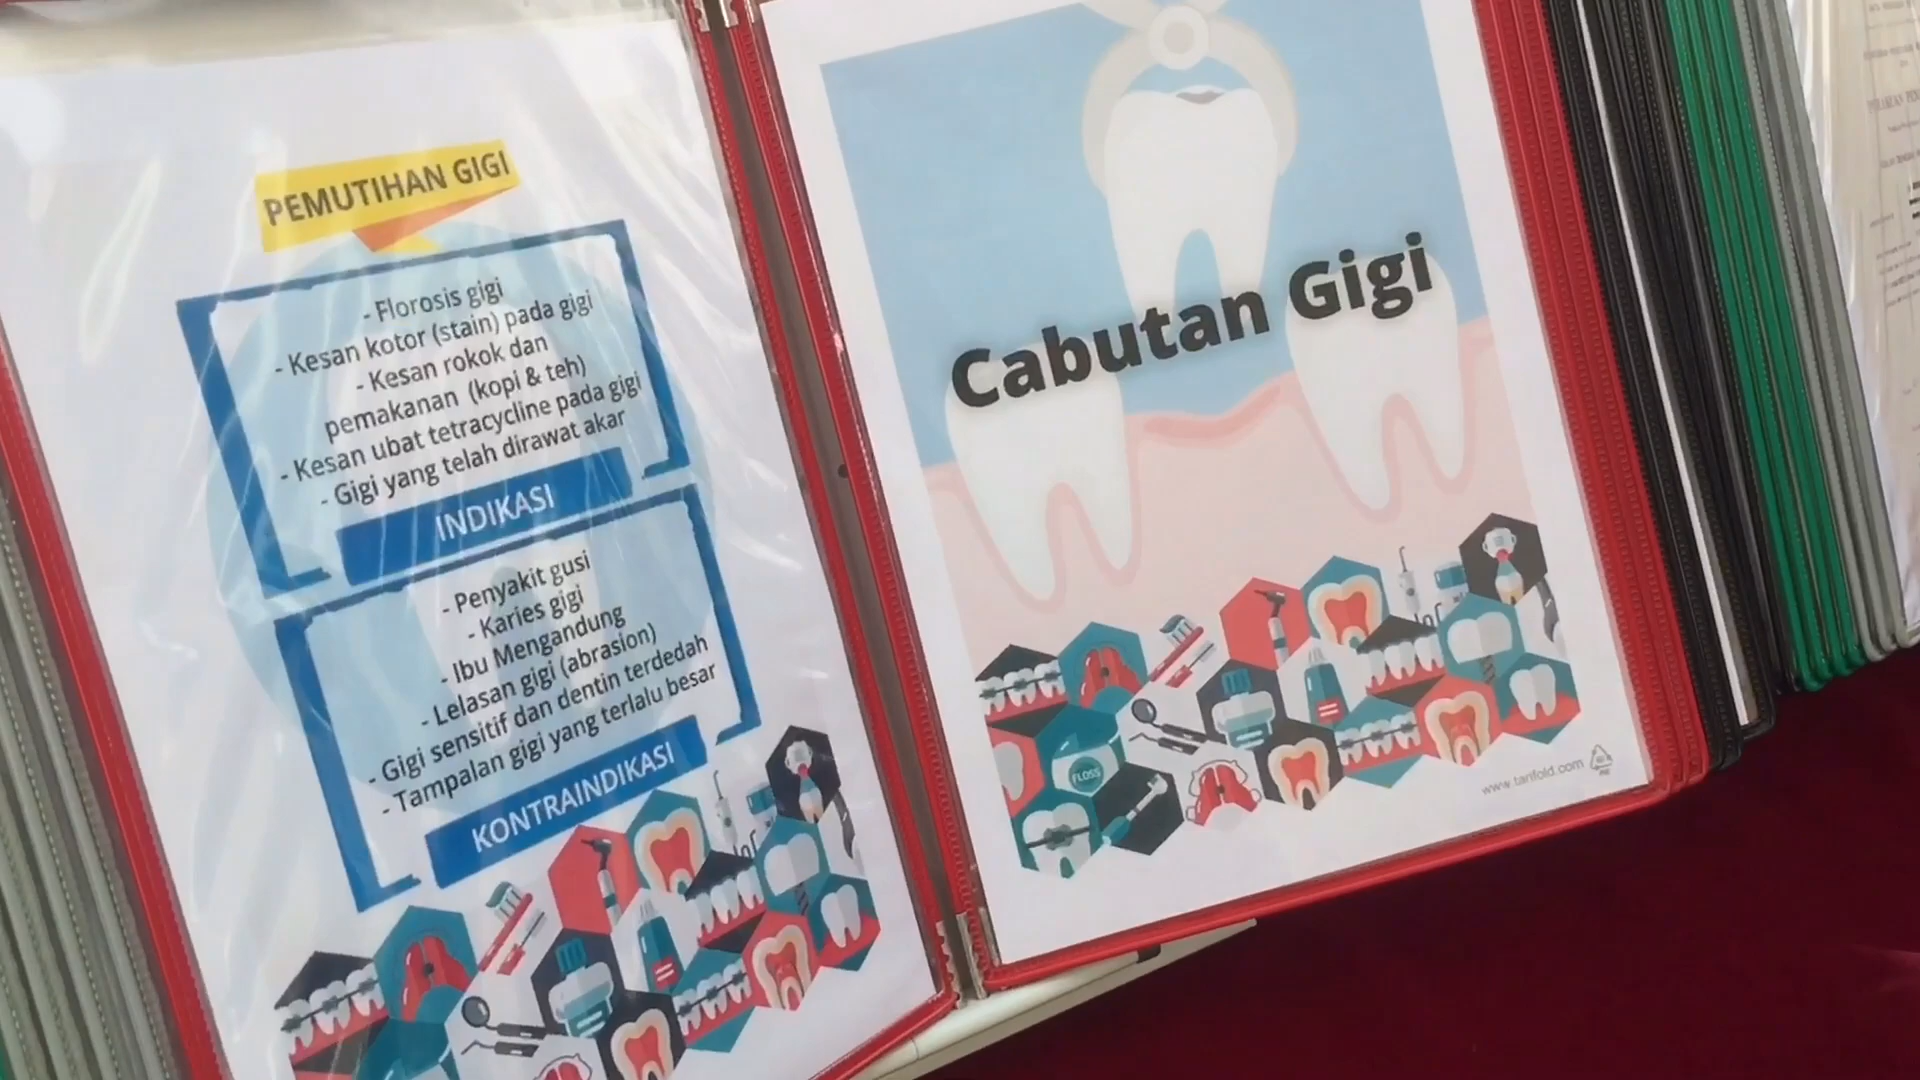 PEMUTIHAN GIGI
- Florosis gigi
- Kesan kotor (stain) pada gigi
- Kesan rokok dan
pemakanan (kopi & teh)
- Kesan ubat tetracycline pada gigi
- Gigi yang telah dirawat akar
INDIKASI
- Penyakit gusi
- Karies gigi
- Ibu Mengandung
- Lelasan gigi (abrasion)
- Gigi sensitif dan dentin terdedah
- Tampalan gigi yang terlalu besar
KONTRAINDIKASI
Cabutan Gigi
FLOSS
www.tarifold.com